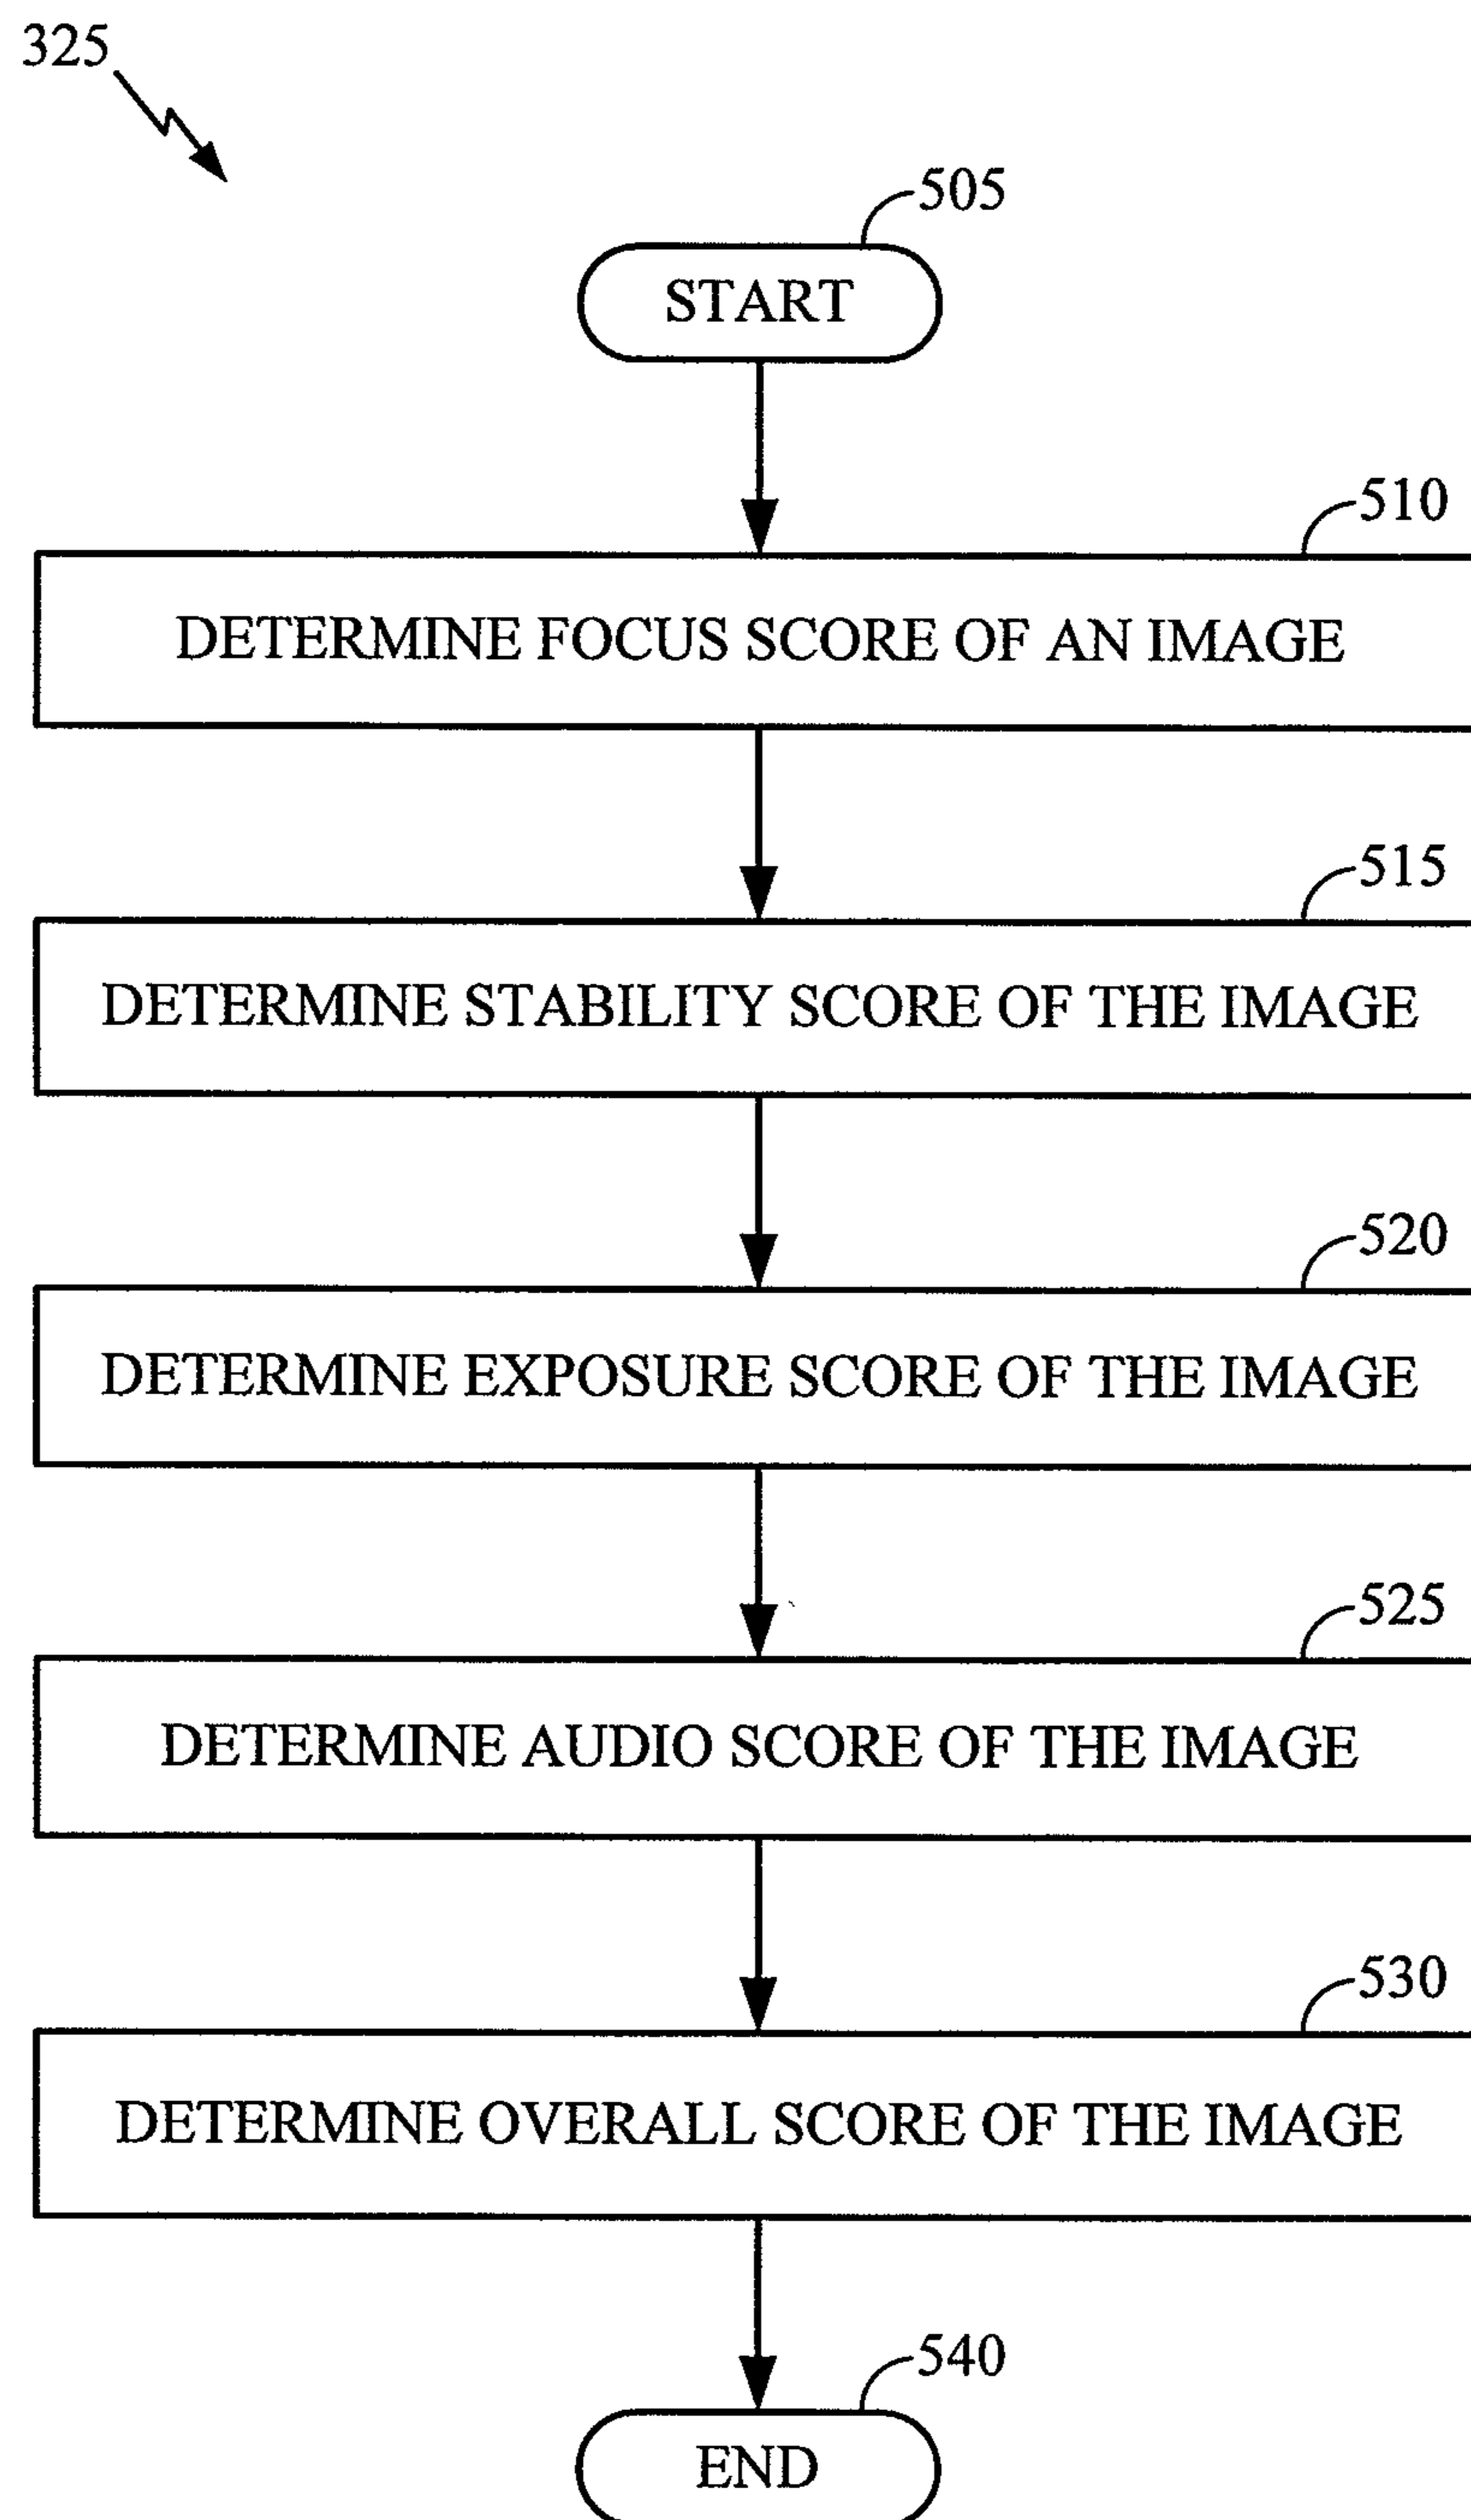 325
505
START
510
DETERMINE FOCUS SCORE OF AN IMAGE
515
DETERMINE STABILITY SCORE OF THE IMAGE
520
DETERMINE EXPOSURE SCORE OF THE IMAGE
525
DETERMINE AUDIO SCORE OF THE IMAGE
530
DETERMINE OVERALL SCORE OF THE IMAGE
540
END